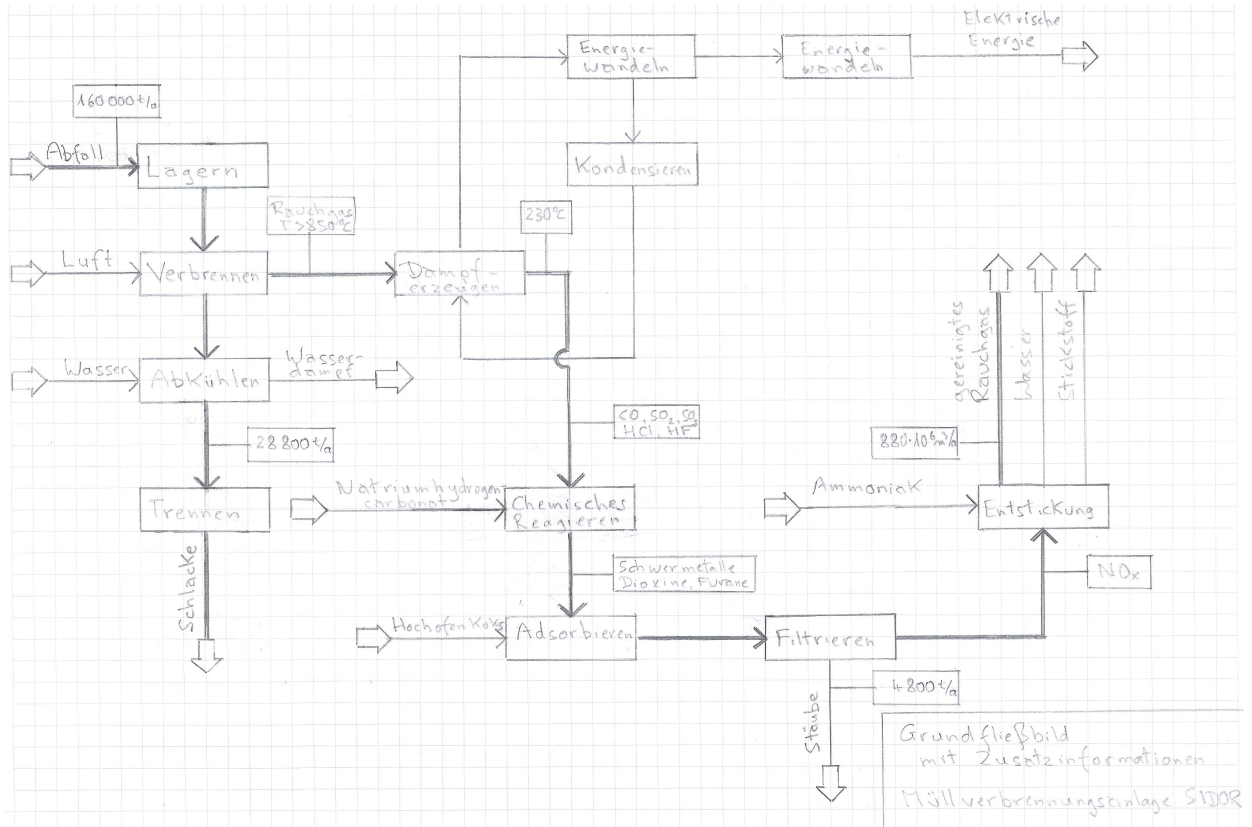 Elektrische
Energie
Energie-
wandeln
Energie-
wandeln
160 000 t/a
Abfall
Lagern
Kondensieren
Rauchgas
T>850°C
230°C
Luft
Verbrennen
Dampf-
erzeugen
Wasser
Abkühlen
Wasser-
dampf
gereinigtes
Rauchgas
Wasser
Stickstoff
CO, SO2, SO3
HCl, HF
28 800 t/a
880·10⁶ m³/a
Natriumhydrogen-
carbonat
Chemisches
Reagieren
Ammoniak
Entstickung
Trennen
Schlacke
Schwermetalle
Dioxine, Furane
NOx
Hochofen Koks
Adsorbieren
Filtrieren
4 800 t/a
Stäube
Grundfließbild
mit Zusatzinformationen
Müllverbrennungsanlage SIDOR